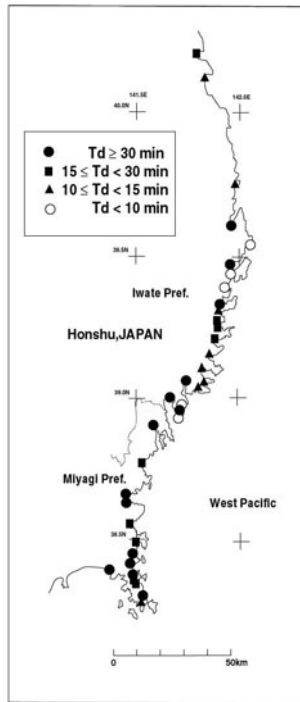 141.5E
142.0E
40.0N
Td ≥ 30 min
15 ≤ Td < 30 min
10 ≤ Td < 15 min
Td < 10 min
39.5N
Iwate Pref.
Honshu,JAPAN
39.0N
Miyagi Pref.
West Pacific
38.5N
0 50km